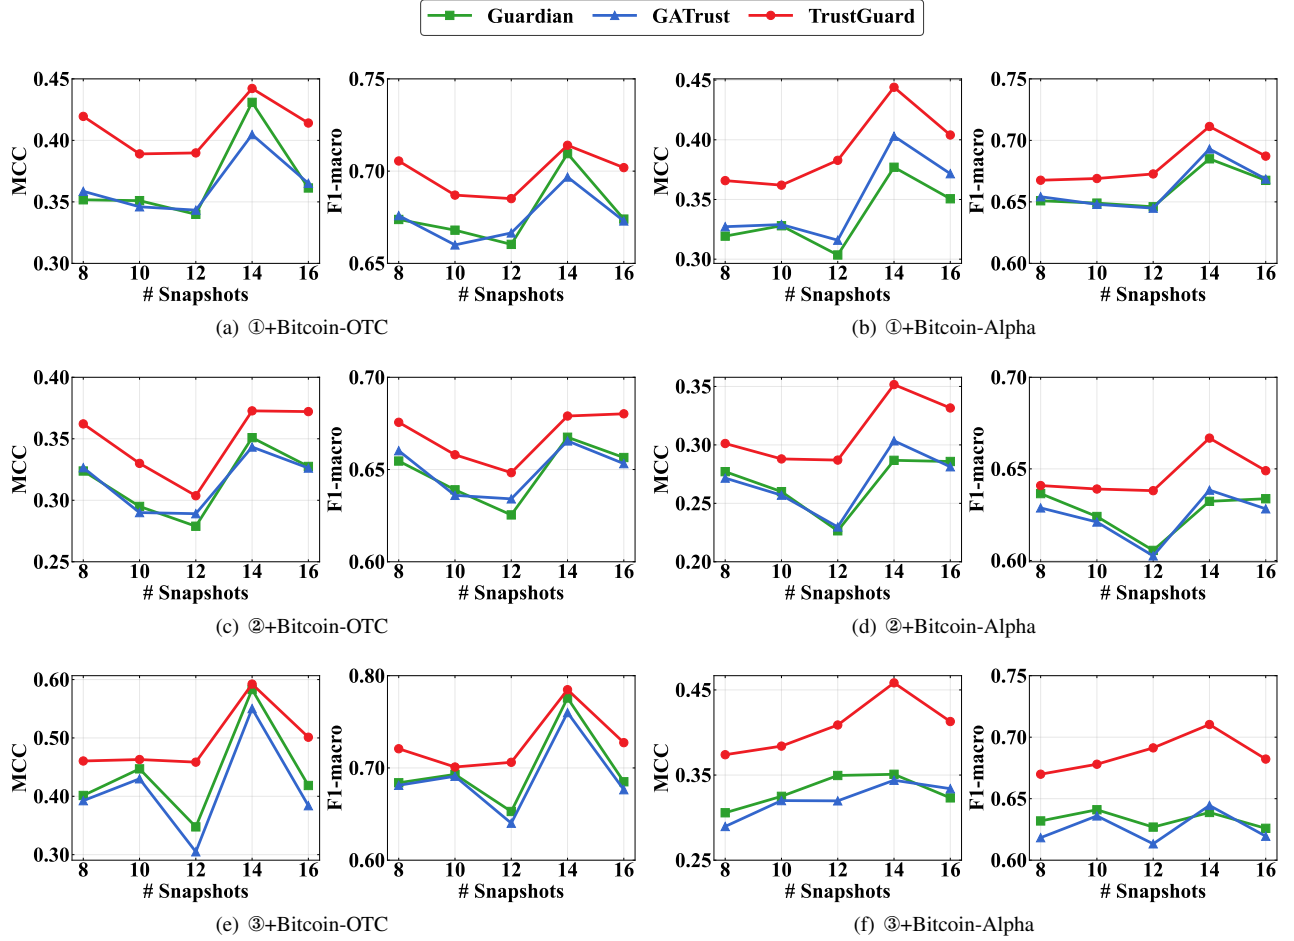 Guardian GATrust TrustGuard
0.45
0.40
0.35
0.30
MCC
8 10 12 14 16
# Snapshots
0.75
0.70
0.65
F1-macro
8 10 12 14 16
# Snapshots
(a) ①+Bitcoin-OTC
0.45
0.40
0.35
0.30
MCC
8 10 12 14 16
# Snapshots
0.75
0.70
0.65
0.60
F1-macro
8 10 12 14 16
# Snapshots
(b) ①+Bitcoin-Alpha
0.40
0.35
0.30
0.25
MCC
8 10 12 14 16
# Snapshots
0.70
0.65
0.60
F1-macro
8 10 12 14 16
# Snapshots
(c) ②+Bitcoin-OTC
0.35
0.30
0.25
0.20
MCC
8 10 12 14 16
# Snapshots
0.70
0.65
0.60
F1-macro
8 10 12 14 16
# Snapshots
(d) ②+Bitcoin-Alpha
0.60
0.50
0.40
0.30
MCC
8 10 12 14 16
# Snapshots
0.80
0.70
0.60
F1-macro
8 10 12 14 16
# Snapshots
(e) ③+Bitcoin-OTC
0.45
0.35
0.25
MCC
8 10 12 14 16
# Snapshots
0.75
0.70
0.65
0.60
F1-macro
8 10 12 14 16
# Snapshots
(f) ③+Bitcoin-Alpha